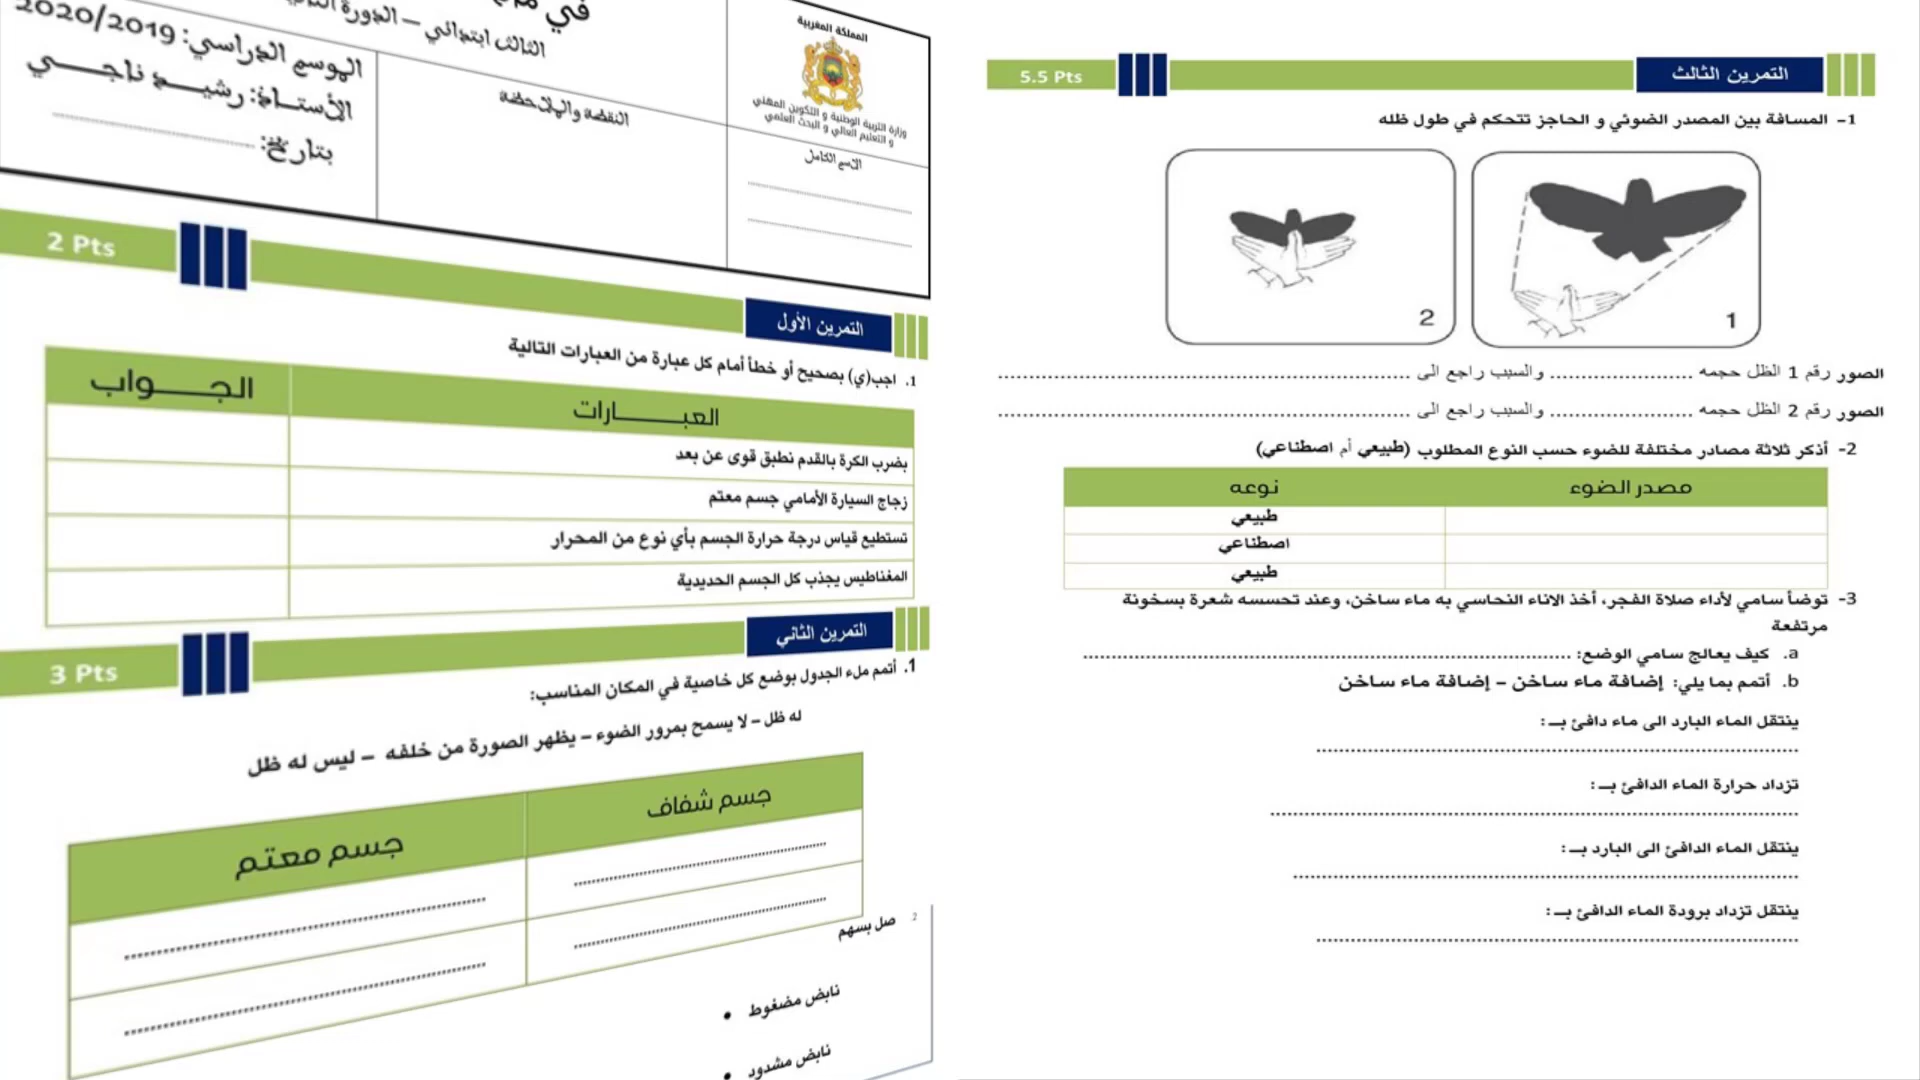 المملكة المغربية
وزارة التربية الوطنية و التكوين المهني
و التعليم العالي و البحث العلمي
الاسم الكامل
في
الثالث ابتدائي – الدورة
النقطة والملاحظة
الموسم الدراسي: 2020/2019
الأستاذ: رشيد ناجي
بتاريخ:
2 Pts
التمرين الأول
1. اجب(ي) بصحيح أو خطأ أمام كل عبارة من العبارات التالية
العبـــارات الجـــواب
بضرب الكرة بالقدم نطبق قوى عن بعد
زجاج السيارة الأمامي جسم معتم
تستطيع قياس درجة حرارة الجسم بأي نوع من المحرار
المغناطيس يجذب كل الجسم الحديدية
التمرين الثاني
3 Pts
1. أتمم ملء الجدول بوضع كل خاصية في المكان المناسب:
له ظل – لا يسمح بمرور الضوء – يظهر الصورة من خلفه – ليس له ظل
جسم شفاف جسم معتم
2. صل بسهم
نابض مضغوط •
نابض مشدود •
التمرين الثالث
5.5 Pts
1- المسافة بين المصدر الضوئي و الحاجز تتحكم في طول ظله
1
2
الصور رقم 1 الظل حجمه ........................ والسبب راجع الى ........................
الصور رقم 2 الظل حجمه ........................ والسبب راجع الى ........................
2- أذكر ثلاثة مصادر مختلفة للضوء حسب النوع المطلوب (طبيعي أم اصطناعي)
مصدر الضوء نوعه
طبيعي
اصطناعي
طبيعي
3- توضأ سامي لأداء صلاة الفجر، أخذ الاناء النحاسي به ماء ساخن، وعند تحسسه شعرة بسخونة
مرتفعة
a. كيف يعالج سامي الوضع: ........................
b. أتمم بما يلي: إضافة ماء ساخن – إضافة ماء ساخن
ينتقل الماء البارد الى ماء دافئ بـ :
تزداد حرارة الماء الدافئ بـ :
ينتقل الماء الدافئ الى البارد بـ :
ينتقل تزداد برودة الماء الدافئ بـ :